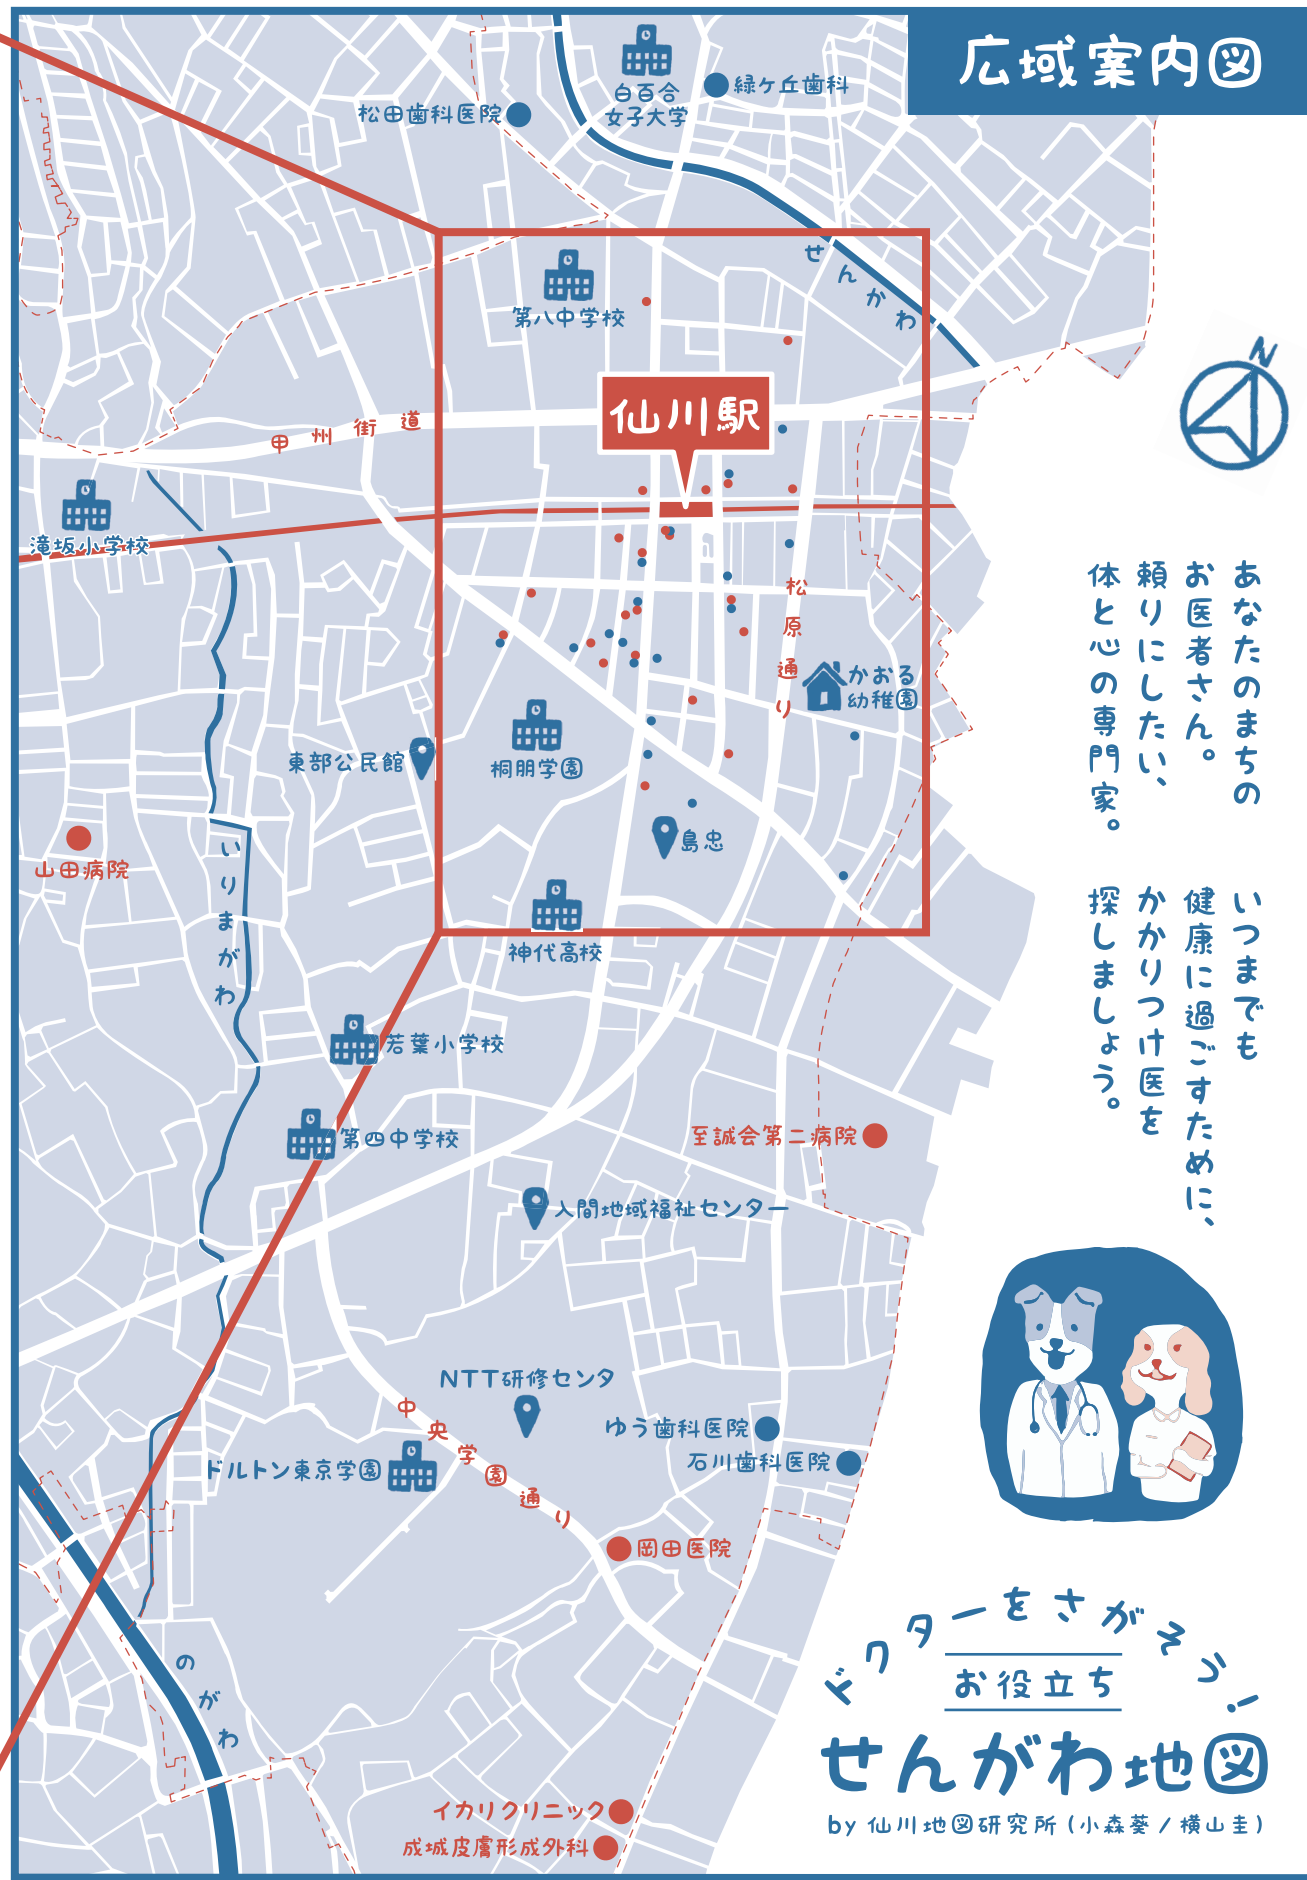 広域案内図
白百合
女子大学
緑ケ丘歯科
松田歯科医院
せんがわ
第八中学校
仙川駅
甲州街道
N
滝坂小学校
松原通り
かおる
幼稚園
東部公民館
桐朋学園
島忠
山田病院
いりまがわ
神代高校
若葉小学校
第四中学校
至誠会第二病院
入間地域福祉センター
NTT研修センタ
中央学園通り
ゆう歯科医院
石川歯科医院
ドルトン東京学園
岡田医院
のがわ
イカリクリニック
成城皮膚形成外科
あなたのまちの
お医者さん。
頼りにしたい、
体と心の専門家。
いつまでも
健康に過ごすために、
かかりつけ医を
探しましょう。
ドクターをさがそう!
お役立ち
せんがわ地図
by 仙川地図研究所 (小森葵 / 横山圭)